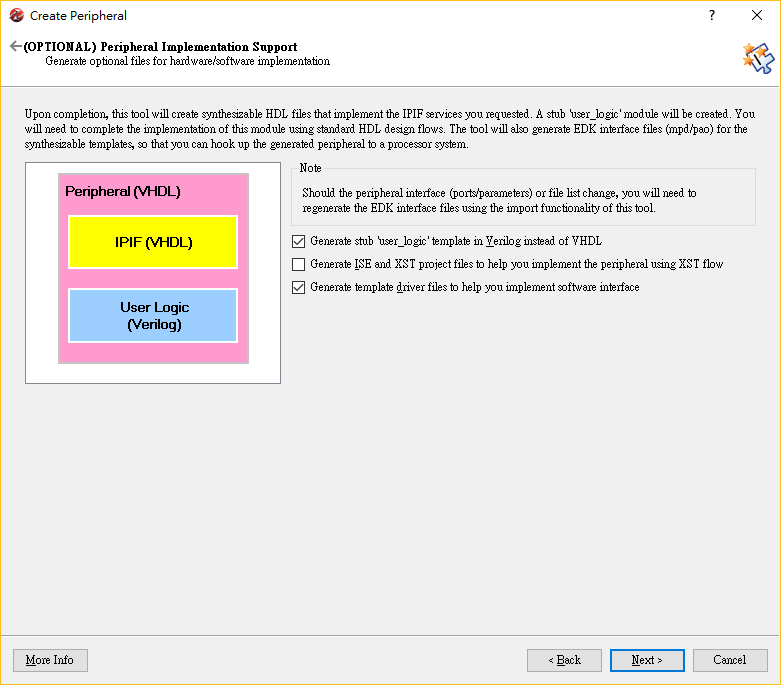 Create Peripheral
?
(OPTIONAL) Peripheral Implementation Support
Generate optional files for hardware/software implementation
Upon completion, this tool will create synthesizable HDL files that implement the IPIF services you requested. A stub 'user_logic' module will be created. You
will need to complete the implementation of this module using standard HDL design flows. The tool will also generate EDK interface files (mpd/pao) for the
synthesizable templates, so that you can hook up the generated peripheral to a processor system.
Peripheral (VHDL)
IPIF (VHDL)
User Logic
(Verilog)
Note
Should the peripheral interface (ports/parameters) or file list change, you will need to
regenerate the EDK interface files using the import functionality of this tool.
Generate stub 'user_logic' template in Verilog instead of VHDL
Generate ISE and XST project files to help you implement the peripheral using XST flow
Generate template driver files to help you implement software interface
More Info
< Back
Next >
Cancel